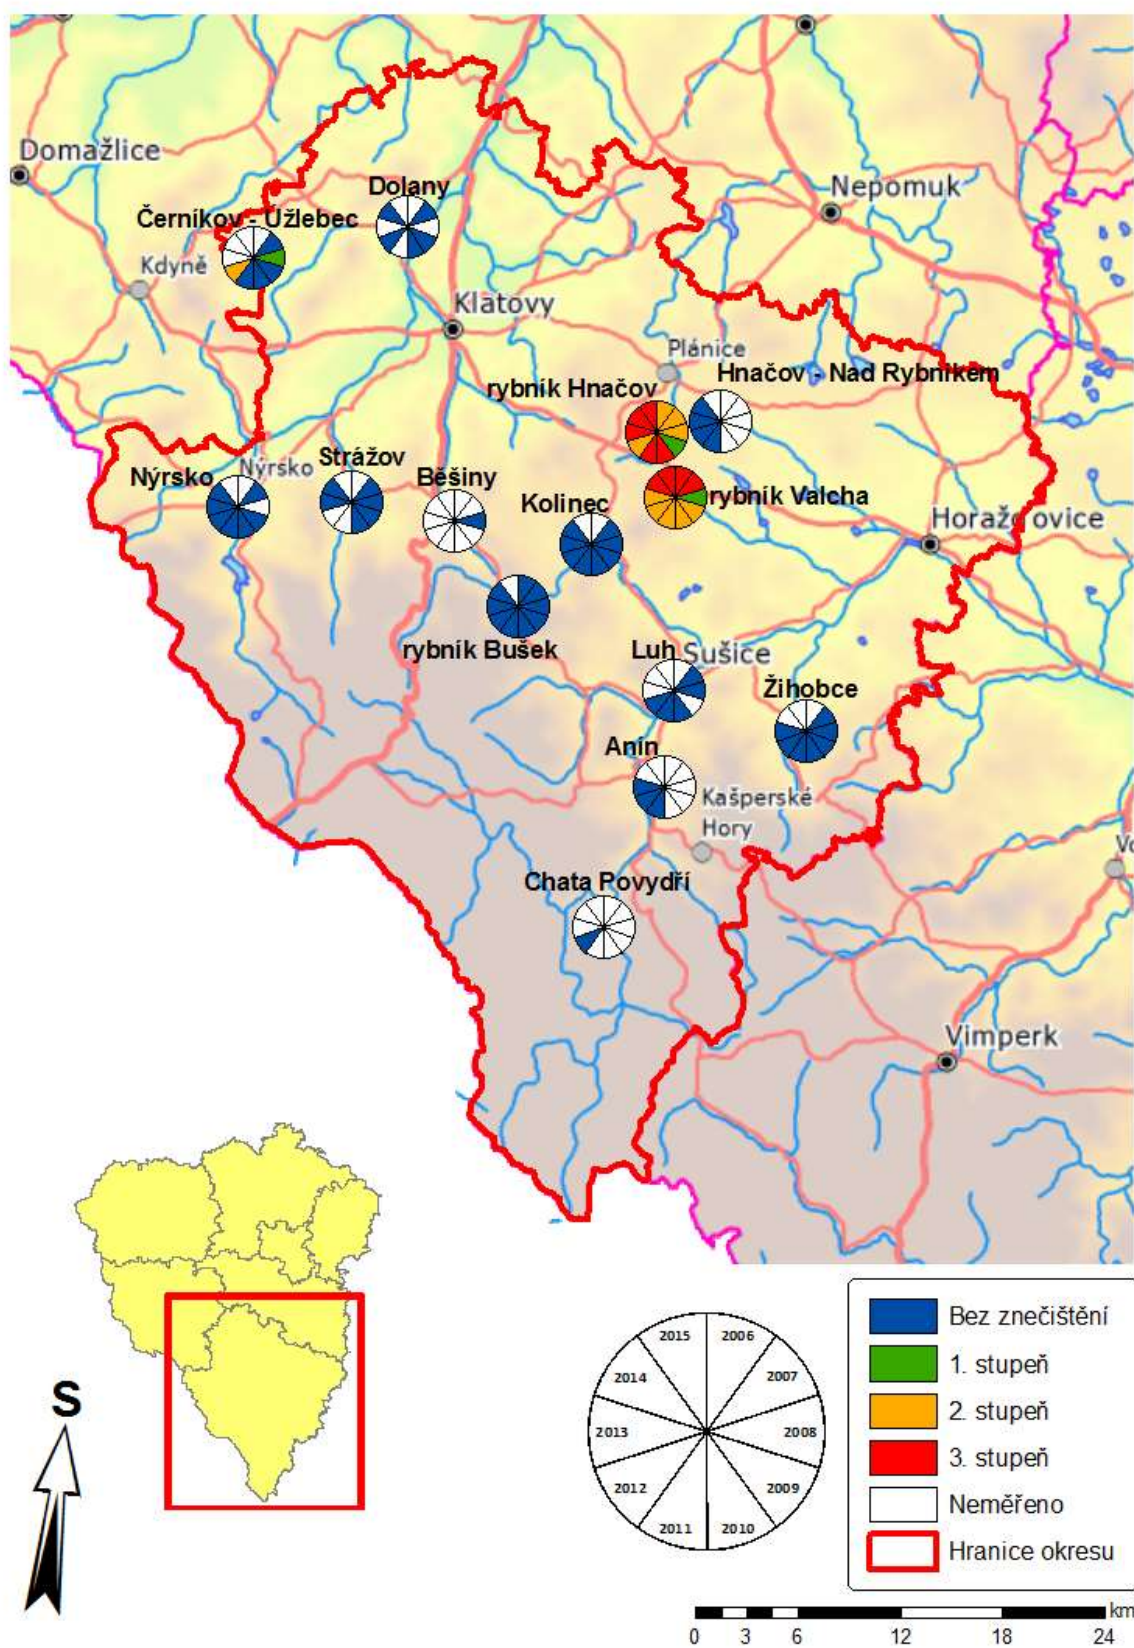 Domažlice
Dolany
Nepomuk
Černíkov - Úžlebec
Kdyně
Klatovy
Plánice
Hnačov - Nad Rybníkem
rybník Hnačov
Strážov
Nýrsko
Nýrsko
Běšiny
Kolinec
rybník Valcha
Horažďovice
rybník Bušek
Luh
Sušice
Žihobce
Anín
Kašperské
Hory
Chata Povydří
Vimperk
2015
2006
2014
2007
2013
2008
2012
2009
2011
2010
Bez znečištění
1. stupeň
2. stupeň
3. stupeň
Neměřeno
Hranice okresu
S
km
0 3 6 12 18 24